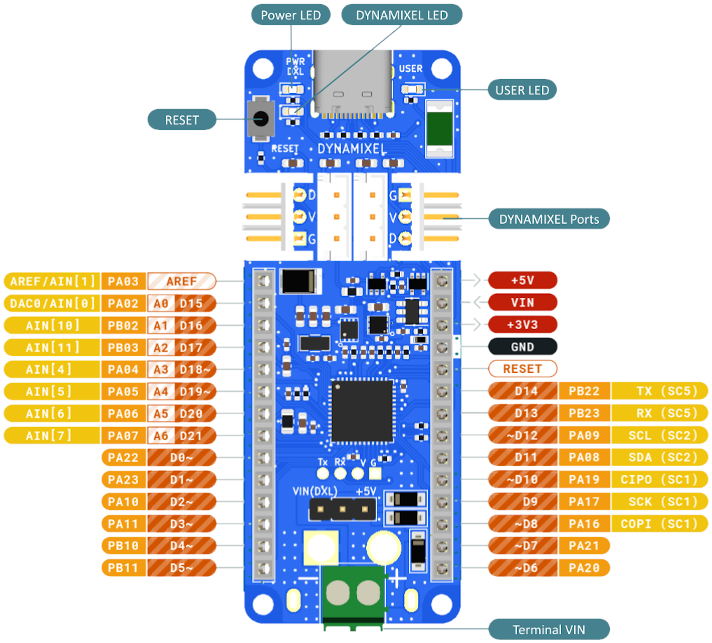 Power LED
DYNAMIXEL LED
PWR
DXL
USER
USER LED
RESET
RESET
DYNAMIXEL
D G
V V
G D
DYNAMIXEL Ports
AREF/AIN[1] PA03 AREF
+5V
DAC0/AIN[0] PA02 A0 D15
VIN
AIN[10] PB02 A1 D16
+3V3
AIN[11] PB03 A2 D17
GND
AIN[4] PA04 A3 D18~
RESET
AIN[5] PA05 A4 D19~
D14 PB22 TX (SC5)
AIN[6] PA06 A5 D20
D13 PB23 RX (SC5)
AIN[7] PA07 A6 D21
~D12 PA09 SCL (SC2)
PA22 D0~
D11 PA08 SDA (SC2)
Tx Rx V G
PA23 D1~
~D10 PA19 CIPO (SC1)
VIN(DXL) +5V
PA10 D2~
D9 PA17 SCK (SC1)
PA11 D3~
~D8 PA16 COPI (SC1)
PB10 D4~
~D7 PA21
PB11 D5~
~D6 PA20
− +
Terminal VIN